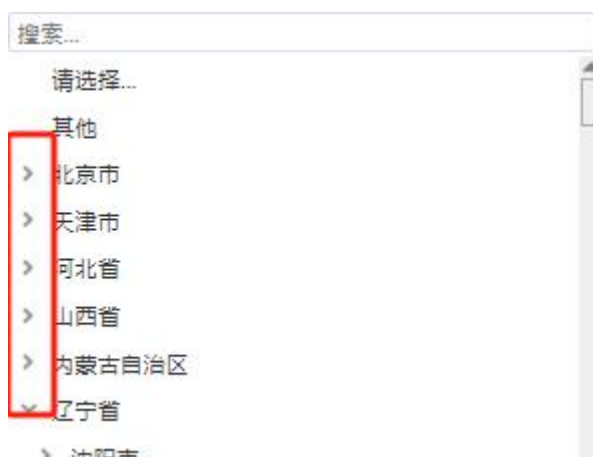 搜索...
请选择...
其他
北京市
天津市
河北省
山西省
内蒙古自治区
辽宁省
沈阳市